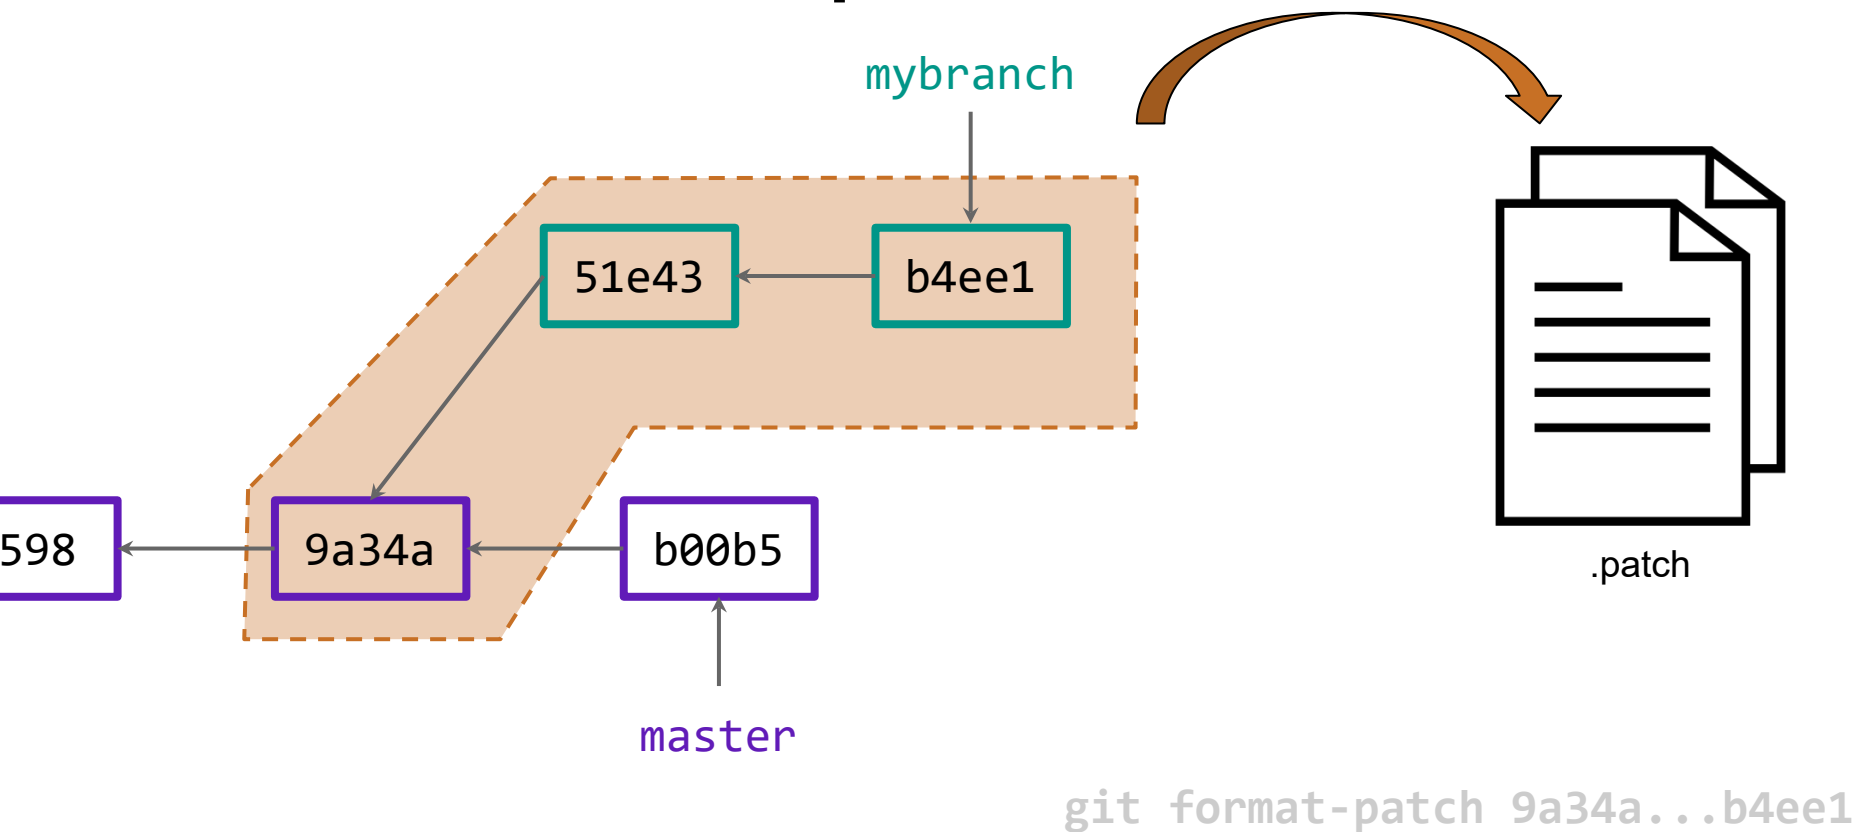 mybranch
51e43
b4ee1
598
9a34a
b00b5
.patch
master
git format-patch 9a34a...b4ee1